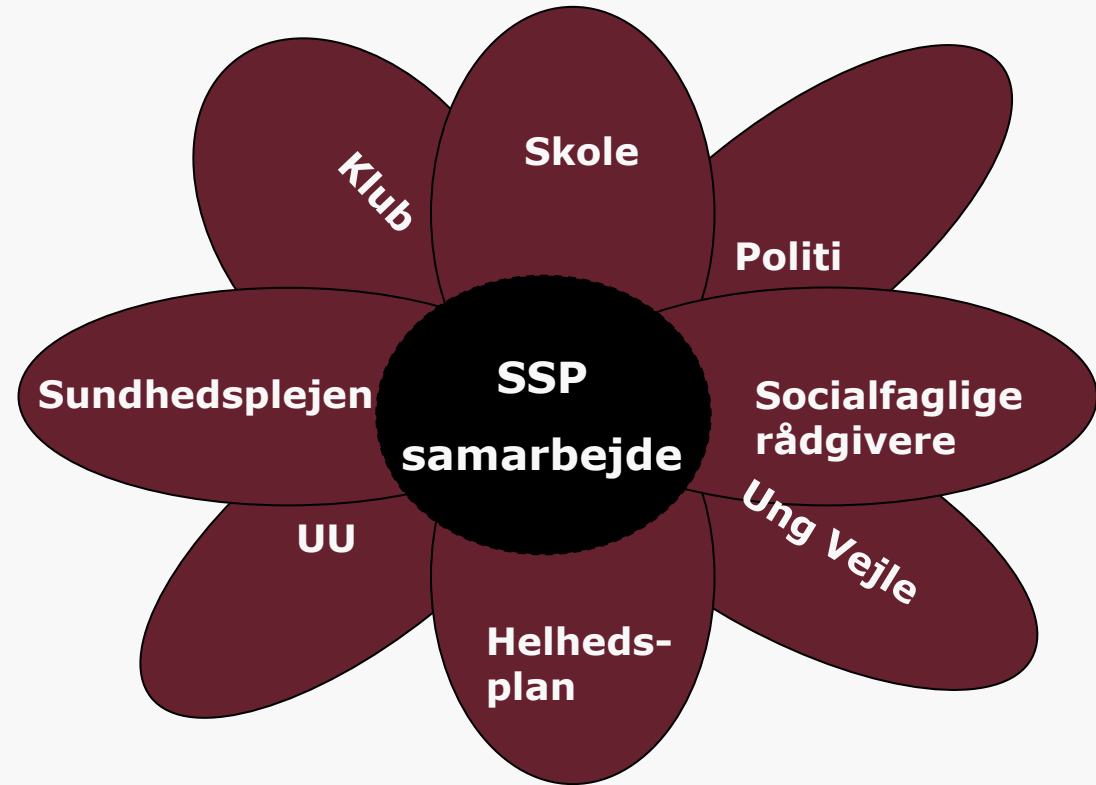 Skole
Klub
Politi
SSP
samarbejde
Sundhedsplejen
Socialfaglige
rådgivere
Ung Vejle
UU
Helheds-
plan